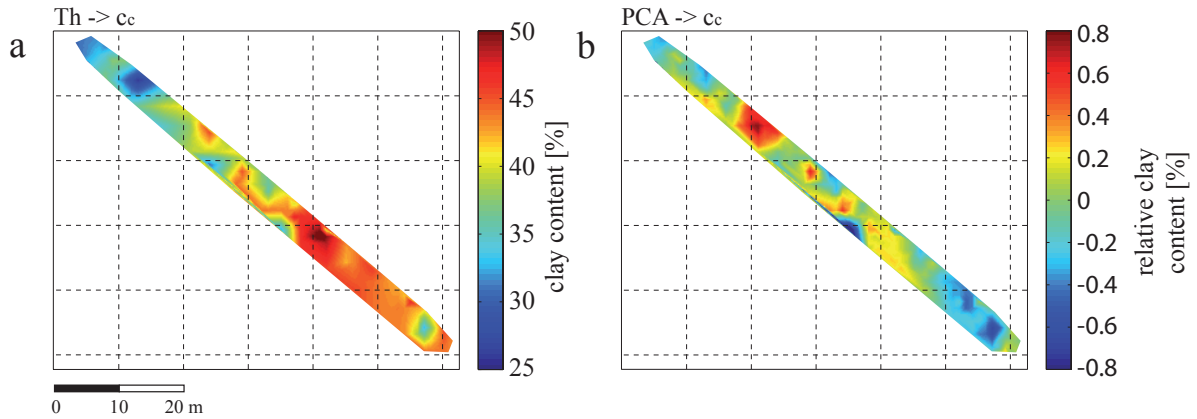 Th -> cc
PCA -> cc
a
b
50
45
40
35
30
25
clay content [%]
0.8
0.6
0.4
0.2
0
-0.2
-0.4
-0.6
-0.8
relative clay
content [%]
0 10 20 m